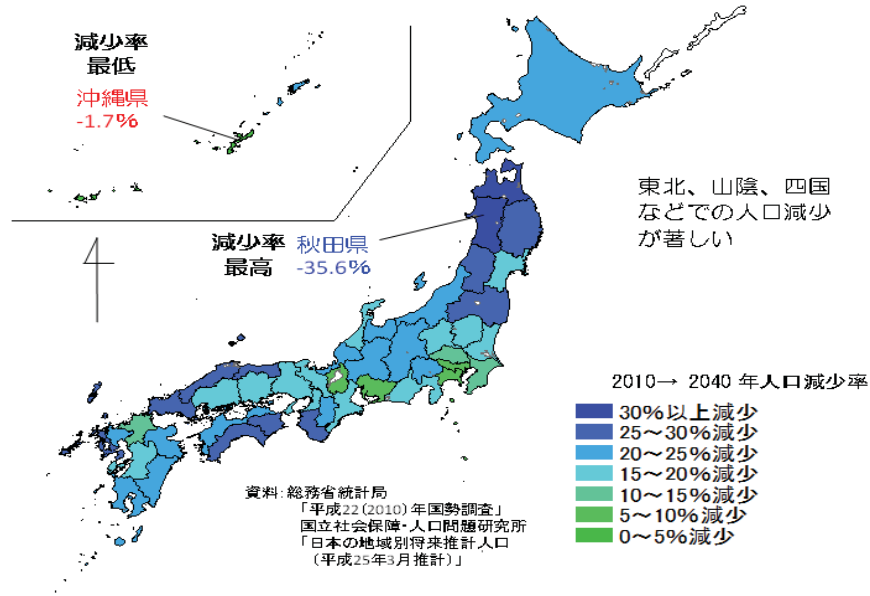 減少率
最低
沖縄県
-1.7%
東北、山陰、四国
などでの人口減少
が著しい
減少率
最高
秋田県
-35.6%
2010→ 2040 年人口減少率
30%以上減少
25～30%減少
20～25%減少
15～20%減少
10～15%減少
5～10%減少
0～5%減少
資料:総務省統計局
「平成22(2010)年国勢調査」
国立社会保障・人口問題研究所
「日本の地域別将来推計人口
(平成25年3月推計)」